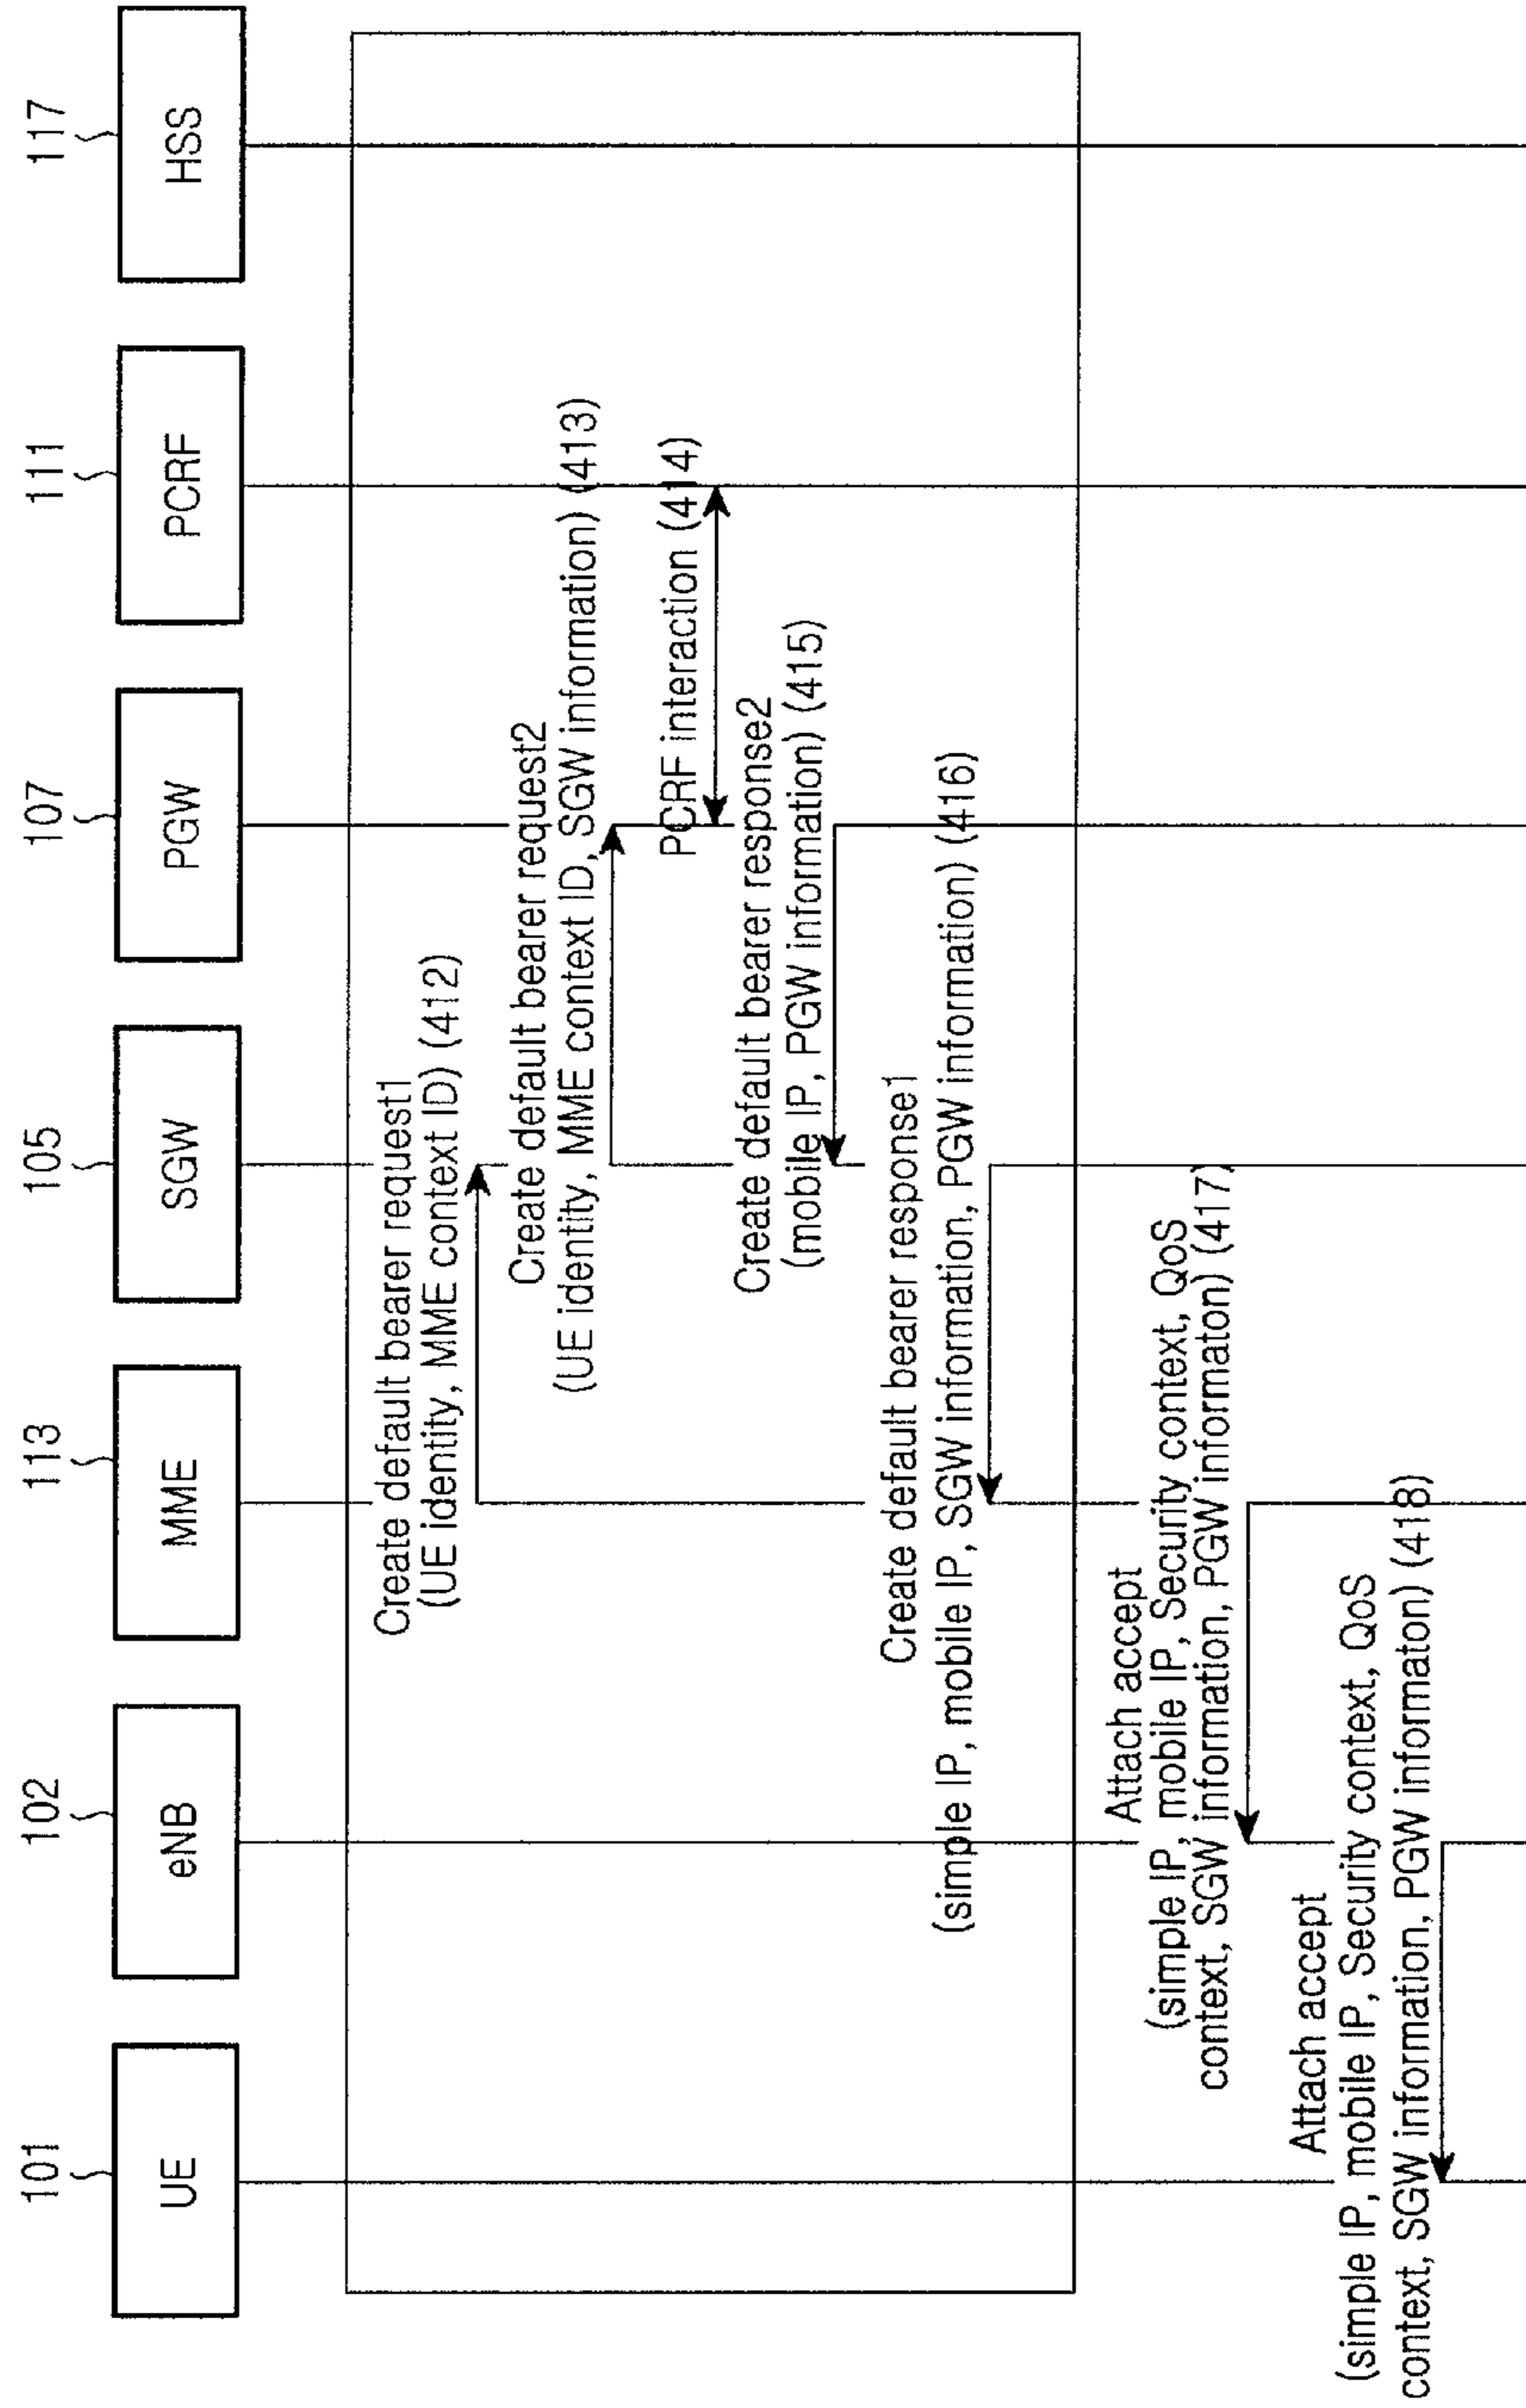 101
102
113
105
107
111
117
UE
eNB
MME
SGW
PGW
PCRF
HSS
Create default bearer request1
(UE identity, MME context ID) (412)
Create default bearer request2
(UE identity, MME context ID, SGW information) (413)
PCRF interaction (414)
Create default bearer response2
(mobile IP, PGW information) (415)
Create default bearer response1
(simple IP, mobile IP, SGW information, PGW information) (416)
Attach accept
(simple IP, mobile IP, Security context, QoS
context, SGW information, PGW informaton) (417)
Attach accept
(simple IP, mobile IP, Security context, QoS
context, SGW information, PGW informaton) (418)